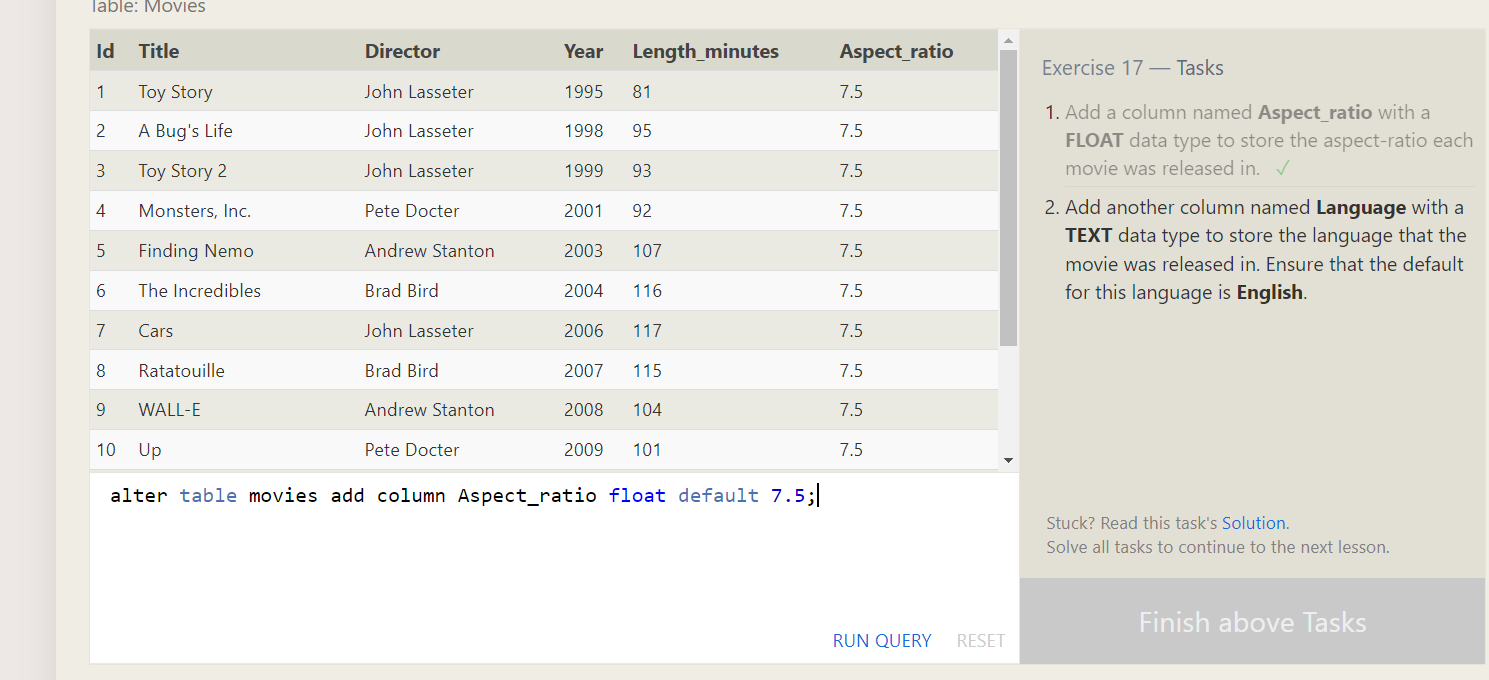 Table: Movies
Id Title Director Year Length_minutes Aspect_ratio
1 Toy Story John Lasseter 1995 81 7.5
2 A Bug's Life John Lasseter 1998 95 7.5
3 Toy Story 2 John Lasseter 1999 93 7.5
4 Monsters, Inc. Pete Docter 2001 92 7.5
5 Finding Nemo Andrew Stanton 2003 107 7.5
6 The Incredibles Brad Bird 2004 116 7.5
7 Cars John Lasseter 2006 117 7.5
8 Ratatouille Brad Bird 2007 115 7.5
9 WALL-E Andrew Stanton 2008 104 7.5
10 Up Pete Docter 2009 101 7.5
alter table movies add column Aspect_ratio float default 7.5;
RUN QUERY RESET
Exercise 17 — Tasks
1. Add a column named Aspect_ratio with a
FLOAT data type to store the aspect-ratio each
movie was released in. ✓
2. Add another column named Language with a
TEXT data type to store the language that the
movie was released in. Ensure that the default
for this language is English.
Stuck? Read this task's Solution.
Solve all tasks to continue to the next lesson.
Finish above Tasks